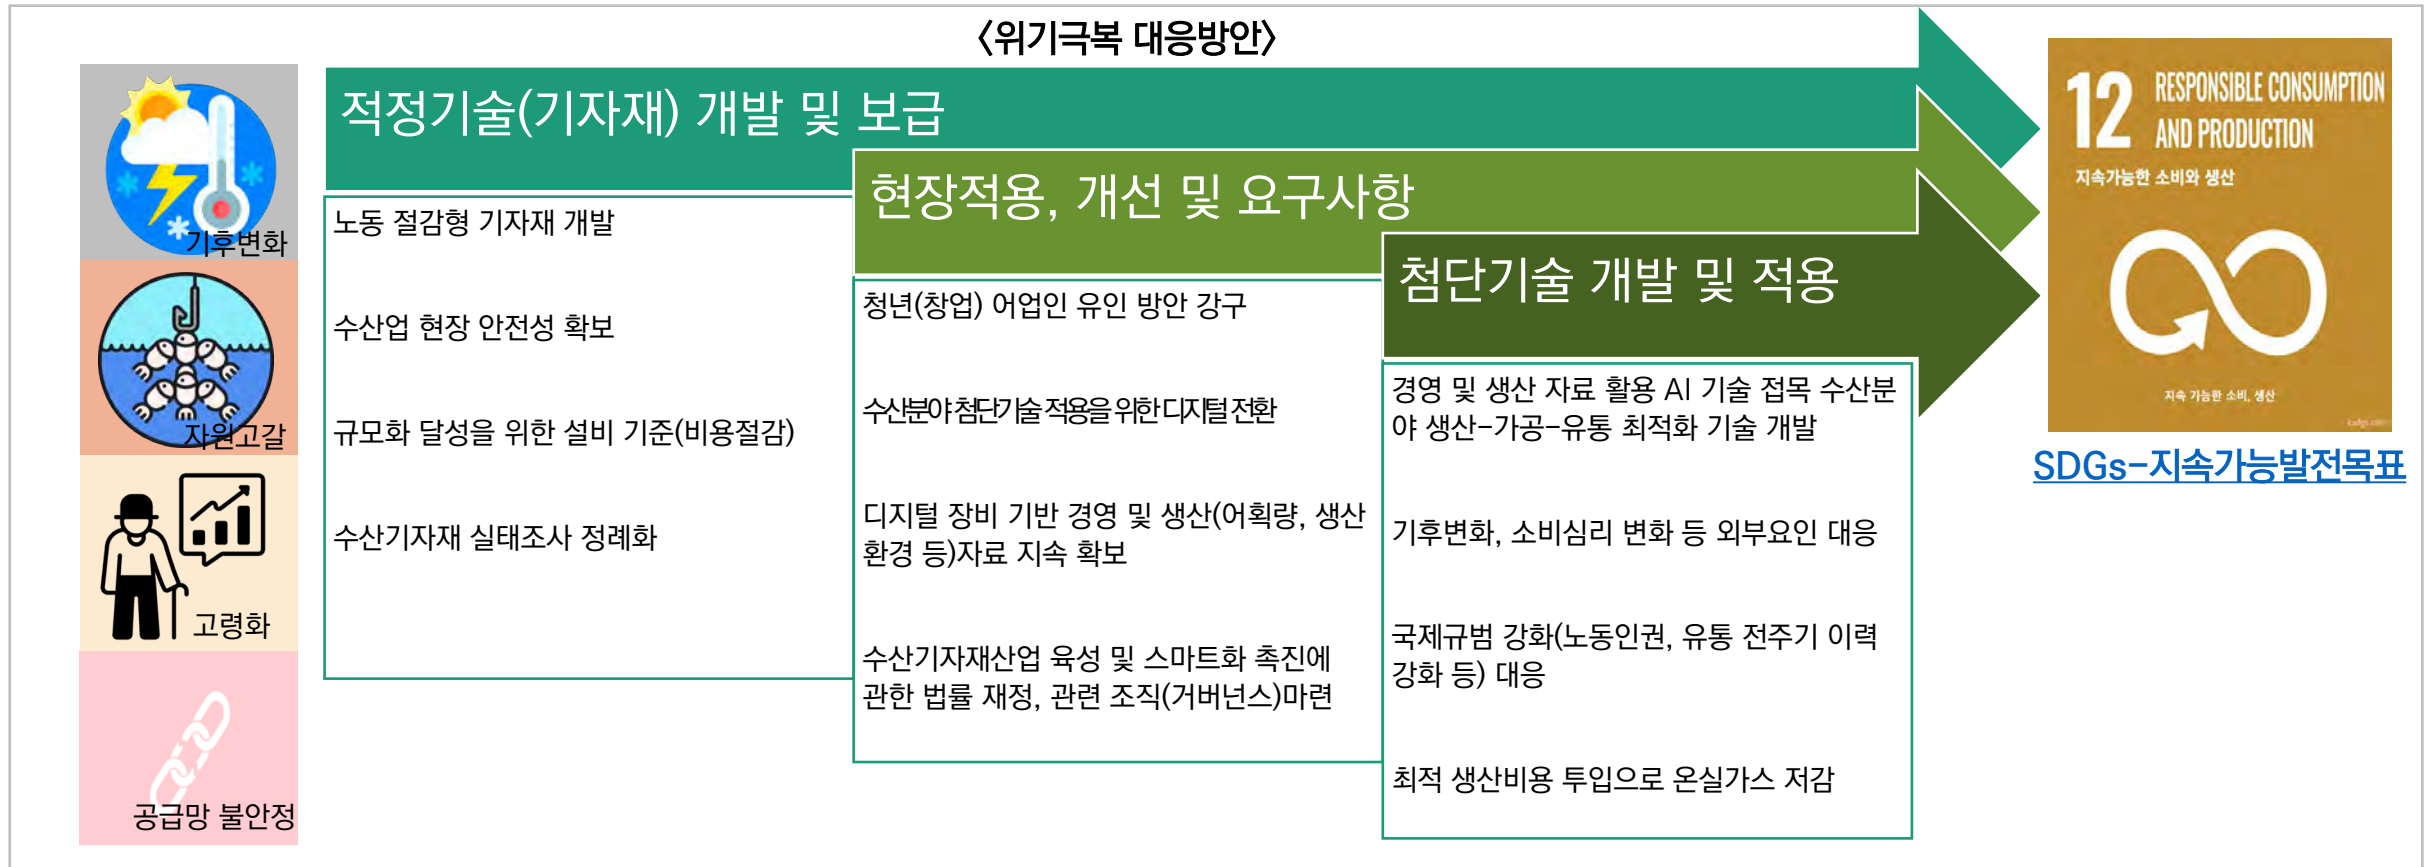 〈위기극복 대응방안〉
기후변화
자원고갈
고령화
공급망 불안정
적정기술(기자재) 개발 및 보급
노동 절감형 기자재 개발
수산업 현장 안전성 확보
규모화 달성을 위한 설비 기준(비용절감)
수산기자재 실태조사 정례화
현장적용, 개선 및 요구사항
청년(창업) 어업인 유인 방안 강구
수산분야 첨단기술 적용을 위한 디지털 전환
디지털 장비 기반 경영 및 생산(어획량, 생산
환경 등)자료 지속 확보
수산기자재산업 육성 및 스마트화 촉진에
관한 법률 재정, 관련 조직(거버넌스)마련
첨단기술 개발 및 적용
경영 및 생산 자료 활용 AI 기술 접목 수산분
야 생산-가공-유통 최적화 기술 개발
기후변화, 소비심리 변화 등 외부요인 대응
국제규범 강화(노동인권, 유통 전주기 이력
강화 등) 대응
최적 생산비용 투입으로 온실가스 저감
12 RESPONSIBLE CONSUMPTION
AND PRODUCTION
지속가능한 소비와 생산
지속 가능한 소비, 생산
SDGs-지속가능발전목표